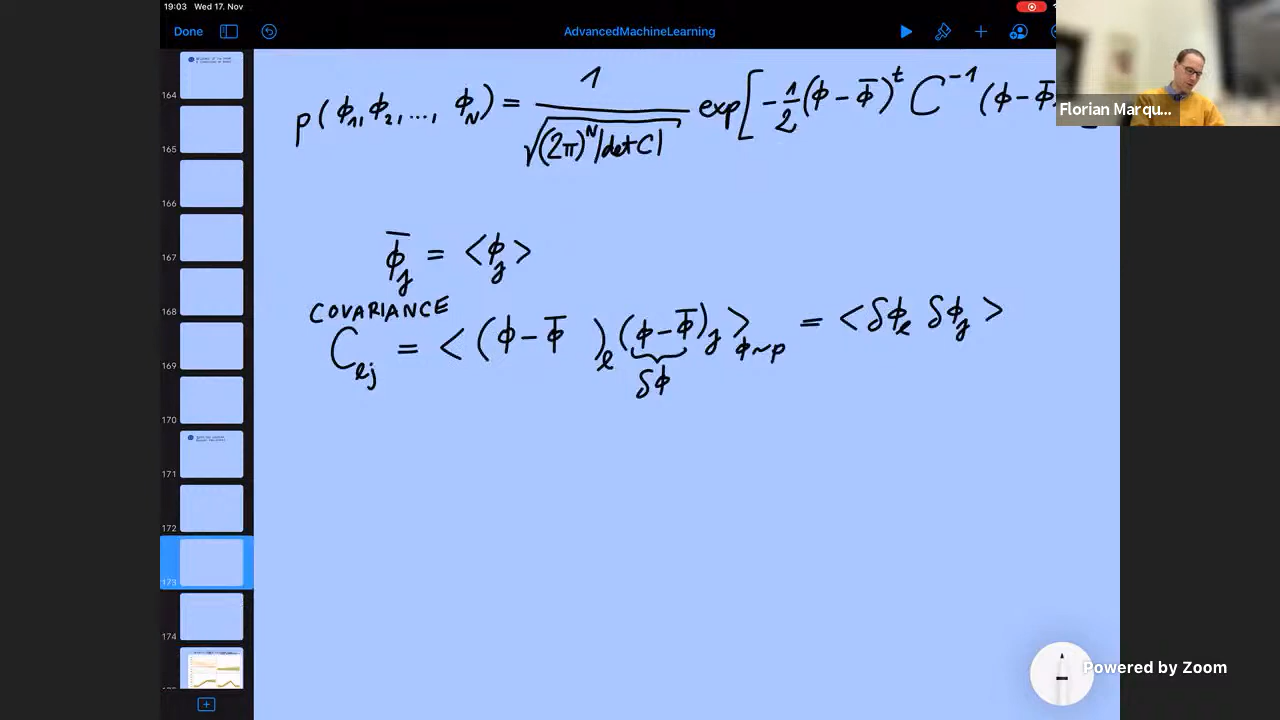 19:03 Wed 17. Nov
Done
AdvancedMachineLearning
Florian Marqu...
p(ϕ₁,ϕ₂,..., ϕ_N) = 1 / √((2π)^N |det C|) exp[-1/2 (ϕ-ϕ̄)^t C^-1 (ϕ-ϕ̄
ϕ̄_j = <ϕ_j>
COVARIANCE
C_lj = <(ϕ-ϕ̄)_l (ϕ-ϕ̄)_j>_ϕ~p = <δϕ_l δϕ_j>
δϕ
164
165
166
167
168
169
170
171
172
173
174
Powered by Zoom